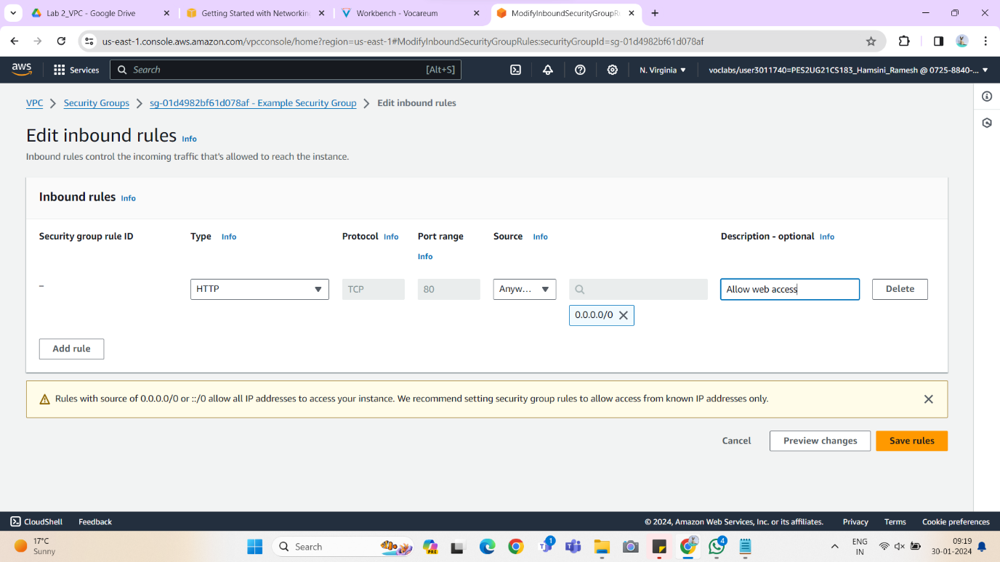 Lab 2_VPC - Google Drive
Getting Started with Networkin
Workbench - Vocareum
ModifyInboundSecurityGroupRu
us-east-1.console.aws.amazon.com/vpcconsole/home?region=us-east-1#ModifyInboundSecurityGroupRules:securityGroupId=sg-01d4982bf61d078af
aws Services Search [Alt+S] N. Virginia voclabs/user3011740=PES2UG21CS183_Hamsini_Ramesh @ 0725-8840-...
VPC Security Groups sg-01d4982bf61d078af - Example Security Group Edit inbound rules
Edit inbound rules Info
Inbound rules control the incoming traffic that's allowed to reach the instance.
Inbound rules Info
Security group rule ID Type Info Protocol Info Port range Source Info Description - optional Info
Info
– HTTP TCP 80 Anyw... Allow web access Delete
0.0.0.0/0
Add rule
Rules with source of 0.0.0.0/0 or ::/0 allow all IP addresses to access your instance. We recommend setting security group rules to allow access from known IP addresses only.
Cancel Preview changes Save rules
CloudShell Feedback © 2024, Amazon Web Services, Inc. or its affiliates. Privacy Terms Cookie preferences
17°C
Sunny
Search
PRE
1
4
ENG
IN
09:19
30-01-2024